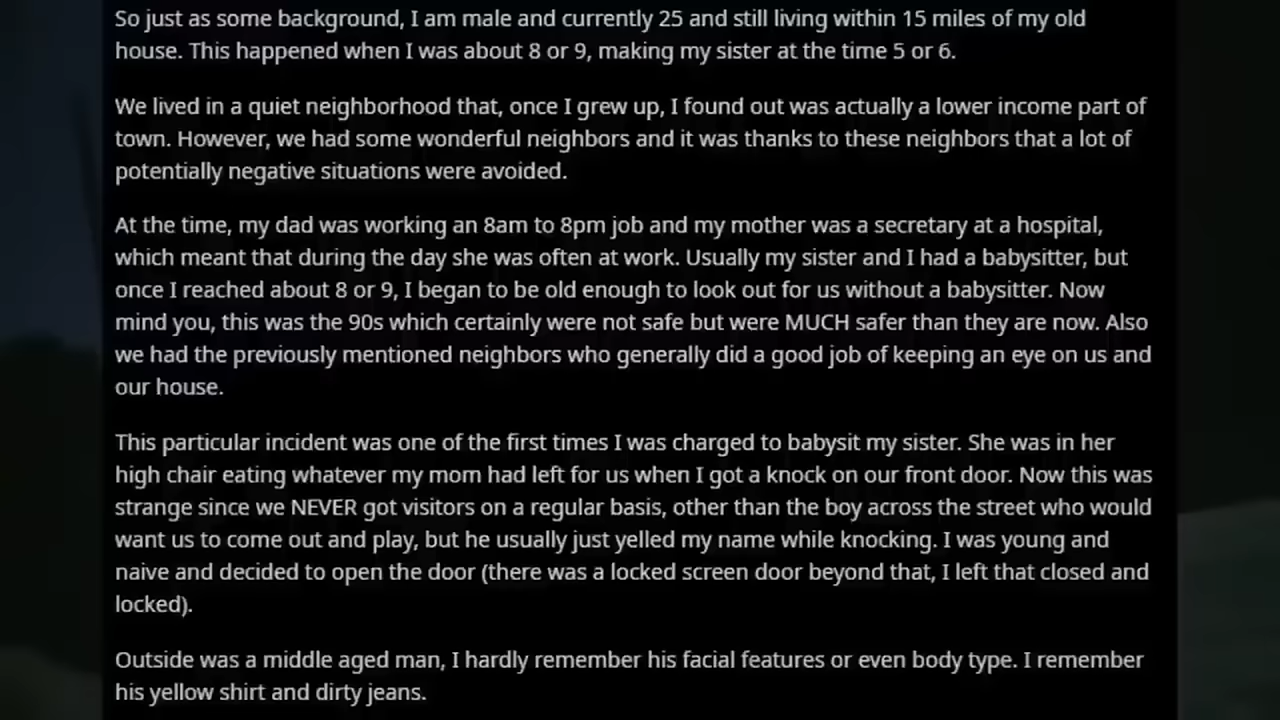 So just as some background, I am male and currently 25 and still living within 15 miles of my old
house. This happened when I was about 8 or 9, making my sister at the time 5 or 6.
We lived in a quiet neighborhood that, once I grew up, I found out was actually a lower income part of
town. However, we had some wonderful neighbors and it was thanks to these neighbors that a lot of
potentially negative situations were avoided.
At the time, my dad was working an 8am to 8pm job and my mother was a secretary at a hospital,
which meant that during the day she was often at work. Usually my sister and I had a babysitter, but
once I reached about 8 or 9, I began to be old enough to look out for us without a babysitter. Now
mind you, this was the 90s which certainly were not safe but were MUCH safer than they are now. Also
we had the previously mentioned neighbors who generally did a good job of keeping an eye on us and
our house.
This particular incident was one of the first times I was charged to babysit my sister. She was in her
high chair eating whatever my mom had left for us when I got a knock on our front door. Now this was
strange since we NEVER got visitors on a regular basis, other than the boy across the street who would
want us to come out and play, but he usually just yelled my name while knocking. I was young and
naive and decided to open the door (there was a locked screen door beyond that, I left that closed and
locked).
Outside was a middle aged man, I hardly remember his facial features or even body type. I remember
his yellow shirt and dirty jeans.